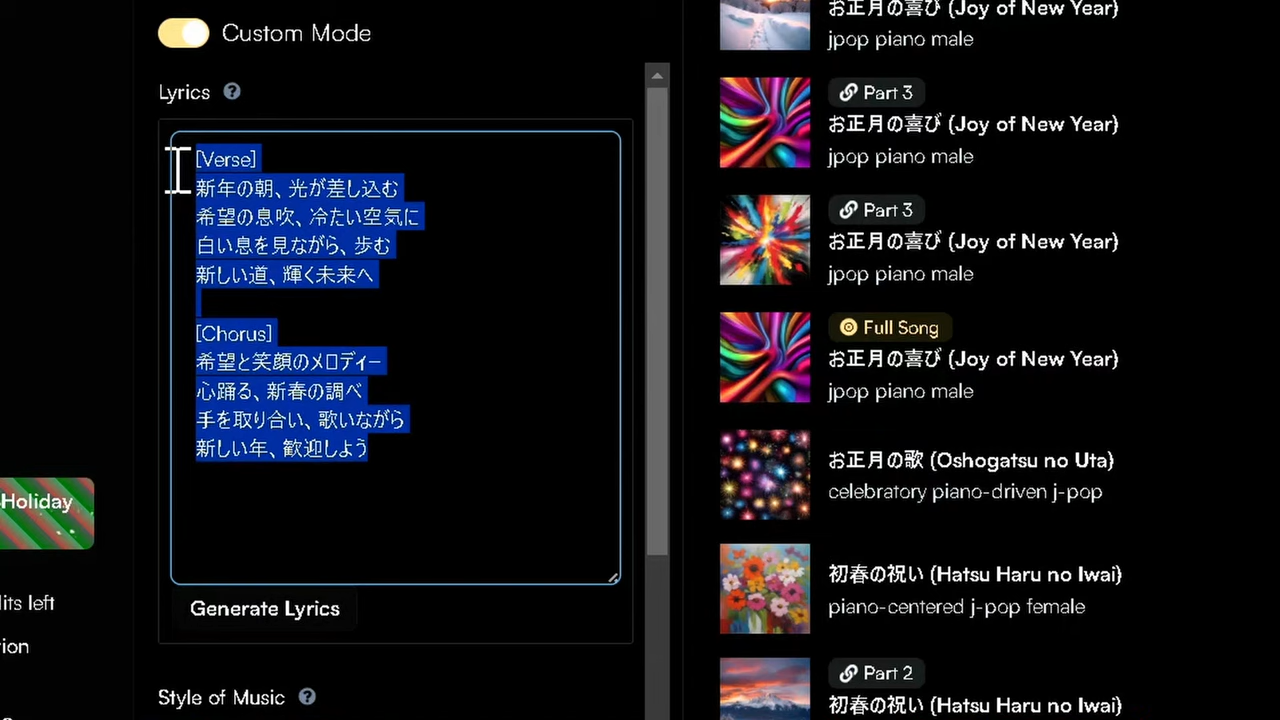 Custom Mode
Lyrics
[Verse]
新年の朝、光が差し込む
希望の息吹、冷たい空気に
白い息を見ながら、歩む
新しい道、輝く未来へ
[Chorus]
希望と笑顔のメロディー
心踊る、新春の調べ
手を取り合い、歌いながら
新しい年、歓迎しよう
Generate Lyrics
Style of Music
Holiday
left
お正月の喜び (Joy of New Year)
jpop piano male
Part 3
お正月の喜び (Joy of New Year)
jpop piano male
Part 3
お正月の喜び (Joy of New Year)
jpop piano male
Full Song
お正月の喜び (Joy of New Year)
jpop piano male
お正月の歌 (Oshogatsu no Uta)
celebratory piano-driven j-pop
初春の祝い (Hatsu Haru no Iwai)
piano-centered j-pop female
Part 2
初春の祝い (Hatsu Haru no Iwai)